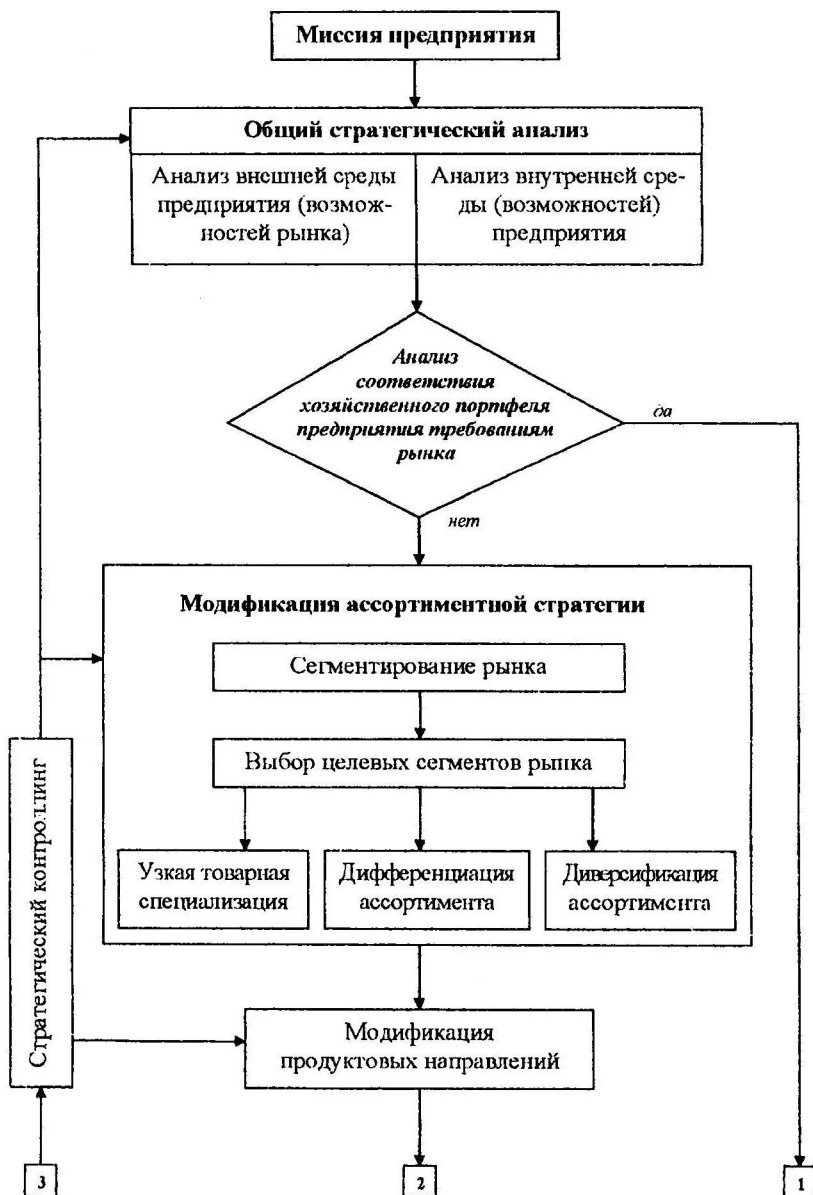 Миссия предприятия
Общий стратегический анализ
Анализ внешней среды
предприятия (возмож-
ностей рынка)
Анализ внутренней сре-
ды (возможностей)
предприятия
Анализ
соответствия
хозяйственного портфеля
предприятия требованиям
рынка
да
нет
Модификация ассортиментной стратегии
Сегментирование рынка
Выбор целевых сегментов рынка
Узкая товарная
специализация
Дифференциация
ассортимента
Диверсификация
ассортимента
Стратегический контроллинг
Модификация
продуктовых направлений
3
2
1